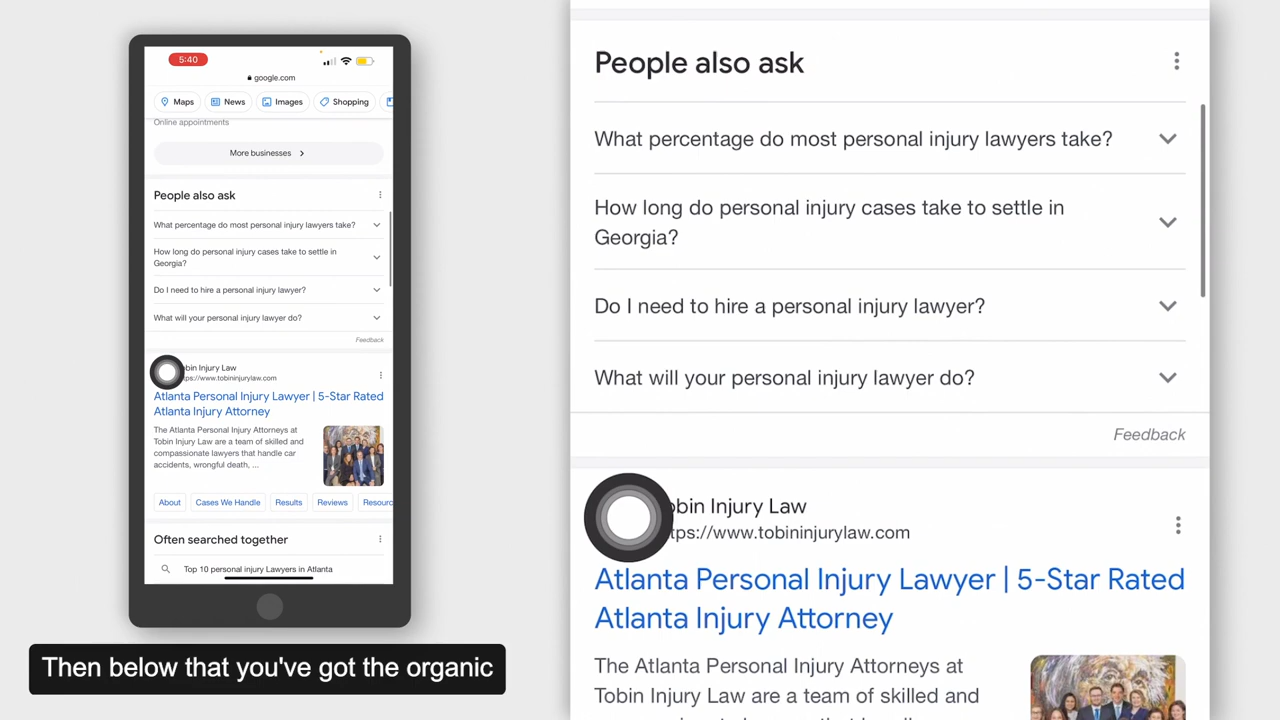 5:40
google.com
Maps
News
Images
Shopping
Online appointments
More businesses
People also ask
What percentage do most personal injury lawyers take?
How long do personal injury cases take to settle in
Georgia?
Do I need to hire a personal injury lawyer?
What will your personal injury lawyer do?
Feedback
bin Injury Law
ps://www.tobininjurylaw.com
Atlanta Personal Injury Lawyer | 5-Star Rated
Atlanta Injury Attorney
The Atlanta Personal Injury Attorneys at
Tobin Injury Law are a team of skilled and
compassionate lawyers that handle car
accidents, wrongful death, ...
About
Cases We Handle
Results
Reviews
Resourc
Often searched together
Top 10 personal injury Lawyers in Atlanta
Then below that you've got the organic
People also ask
What percentage do most personal injury lawyers take?
How long do personal injury cases take to settle in
Georgia?
Do I need to hire a personal injury lawyer?
What will your personal injury lawyer do?
Feedback
obin Injury Law
tps://www.tobininjurylaw.com
Atlanta Personal Injury Lawyer | 5-Star Rated
Atlanta Injury Attorney
The Atlanta Personal Injury Attorneys at
Tobin Injury Law are a team of skilled and